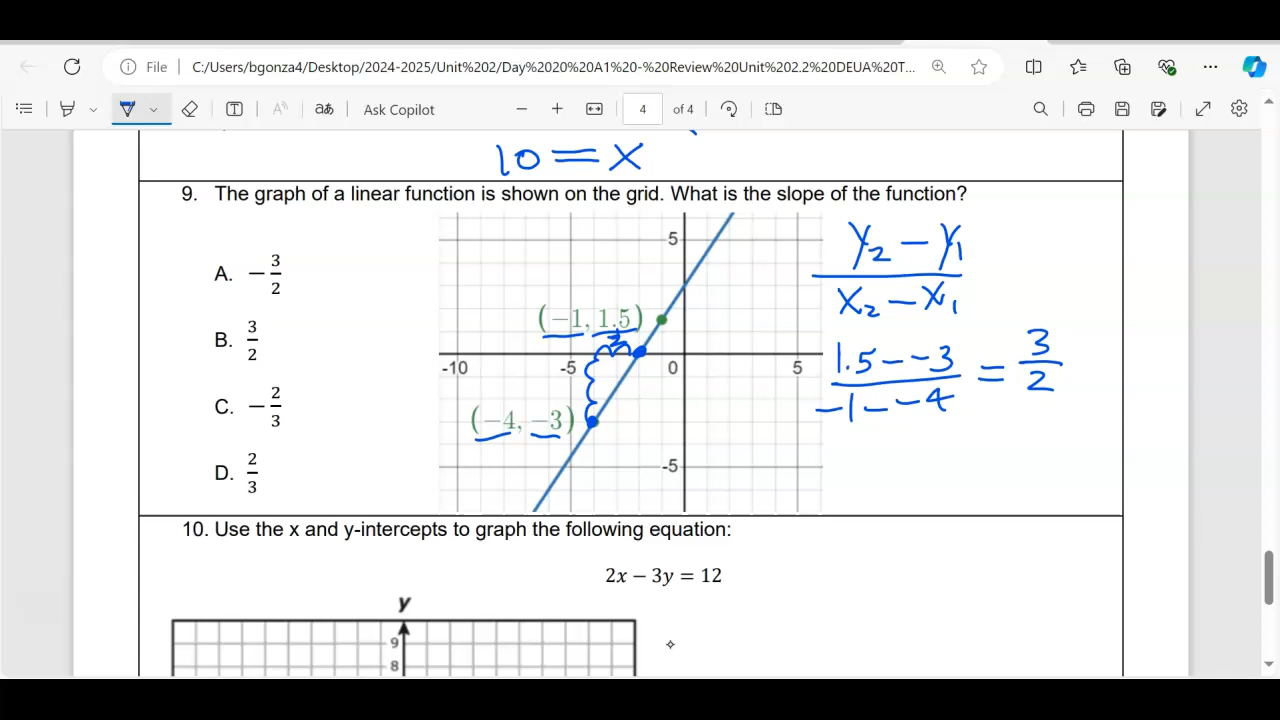 File C:/Users/bgonza4/Desktop/2024-2025/Unit%202/Day%2020%20A1%20-%20Review%20Unit%202.2%20DEUA%20T...
Ask Copilot 4 of 4
10 = x
9. The graph of a linear function is shown on the grid. What is the slope of the function?
A. −3/2
B. 3/2
C. −2/3
D. 2/3
5
(−1, 1.5)
-10 -5 0 5
(−4, −3)
-5
y2 − y1
x2 − x1
1.5 − −3 = 3
−1 − −4 2
10. Use the x and y-intercepts to graph the following equation:
2x − 3y = 12
y
9
8